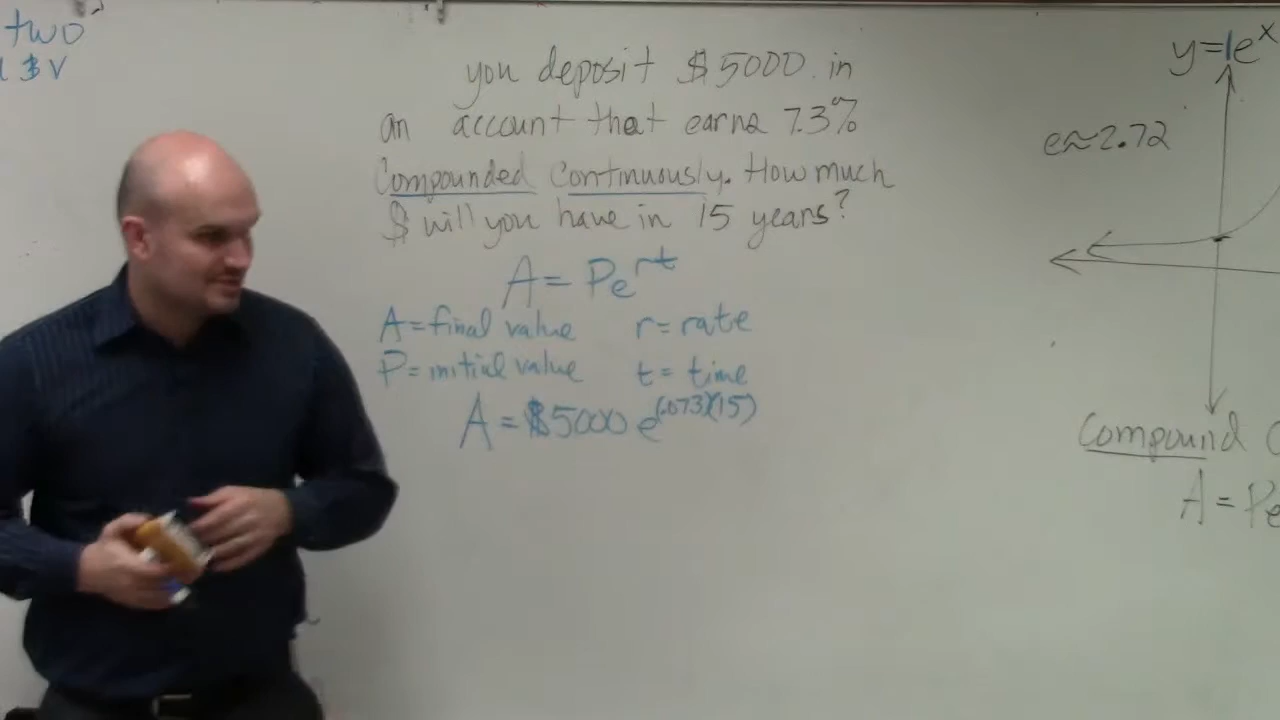 two
$V
you deposit $5000 in
an account that earns 7.3%
Compounded Continuously. How much
$ will you have in 15 years?
A = Pe^rt
A = final value r = rate
P = initial value t = time
A = $5000 e^(.073)(15)
y = 1e^x
e≈2.72
Compound
A = Pe